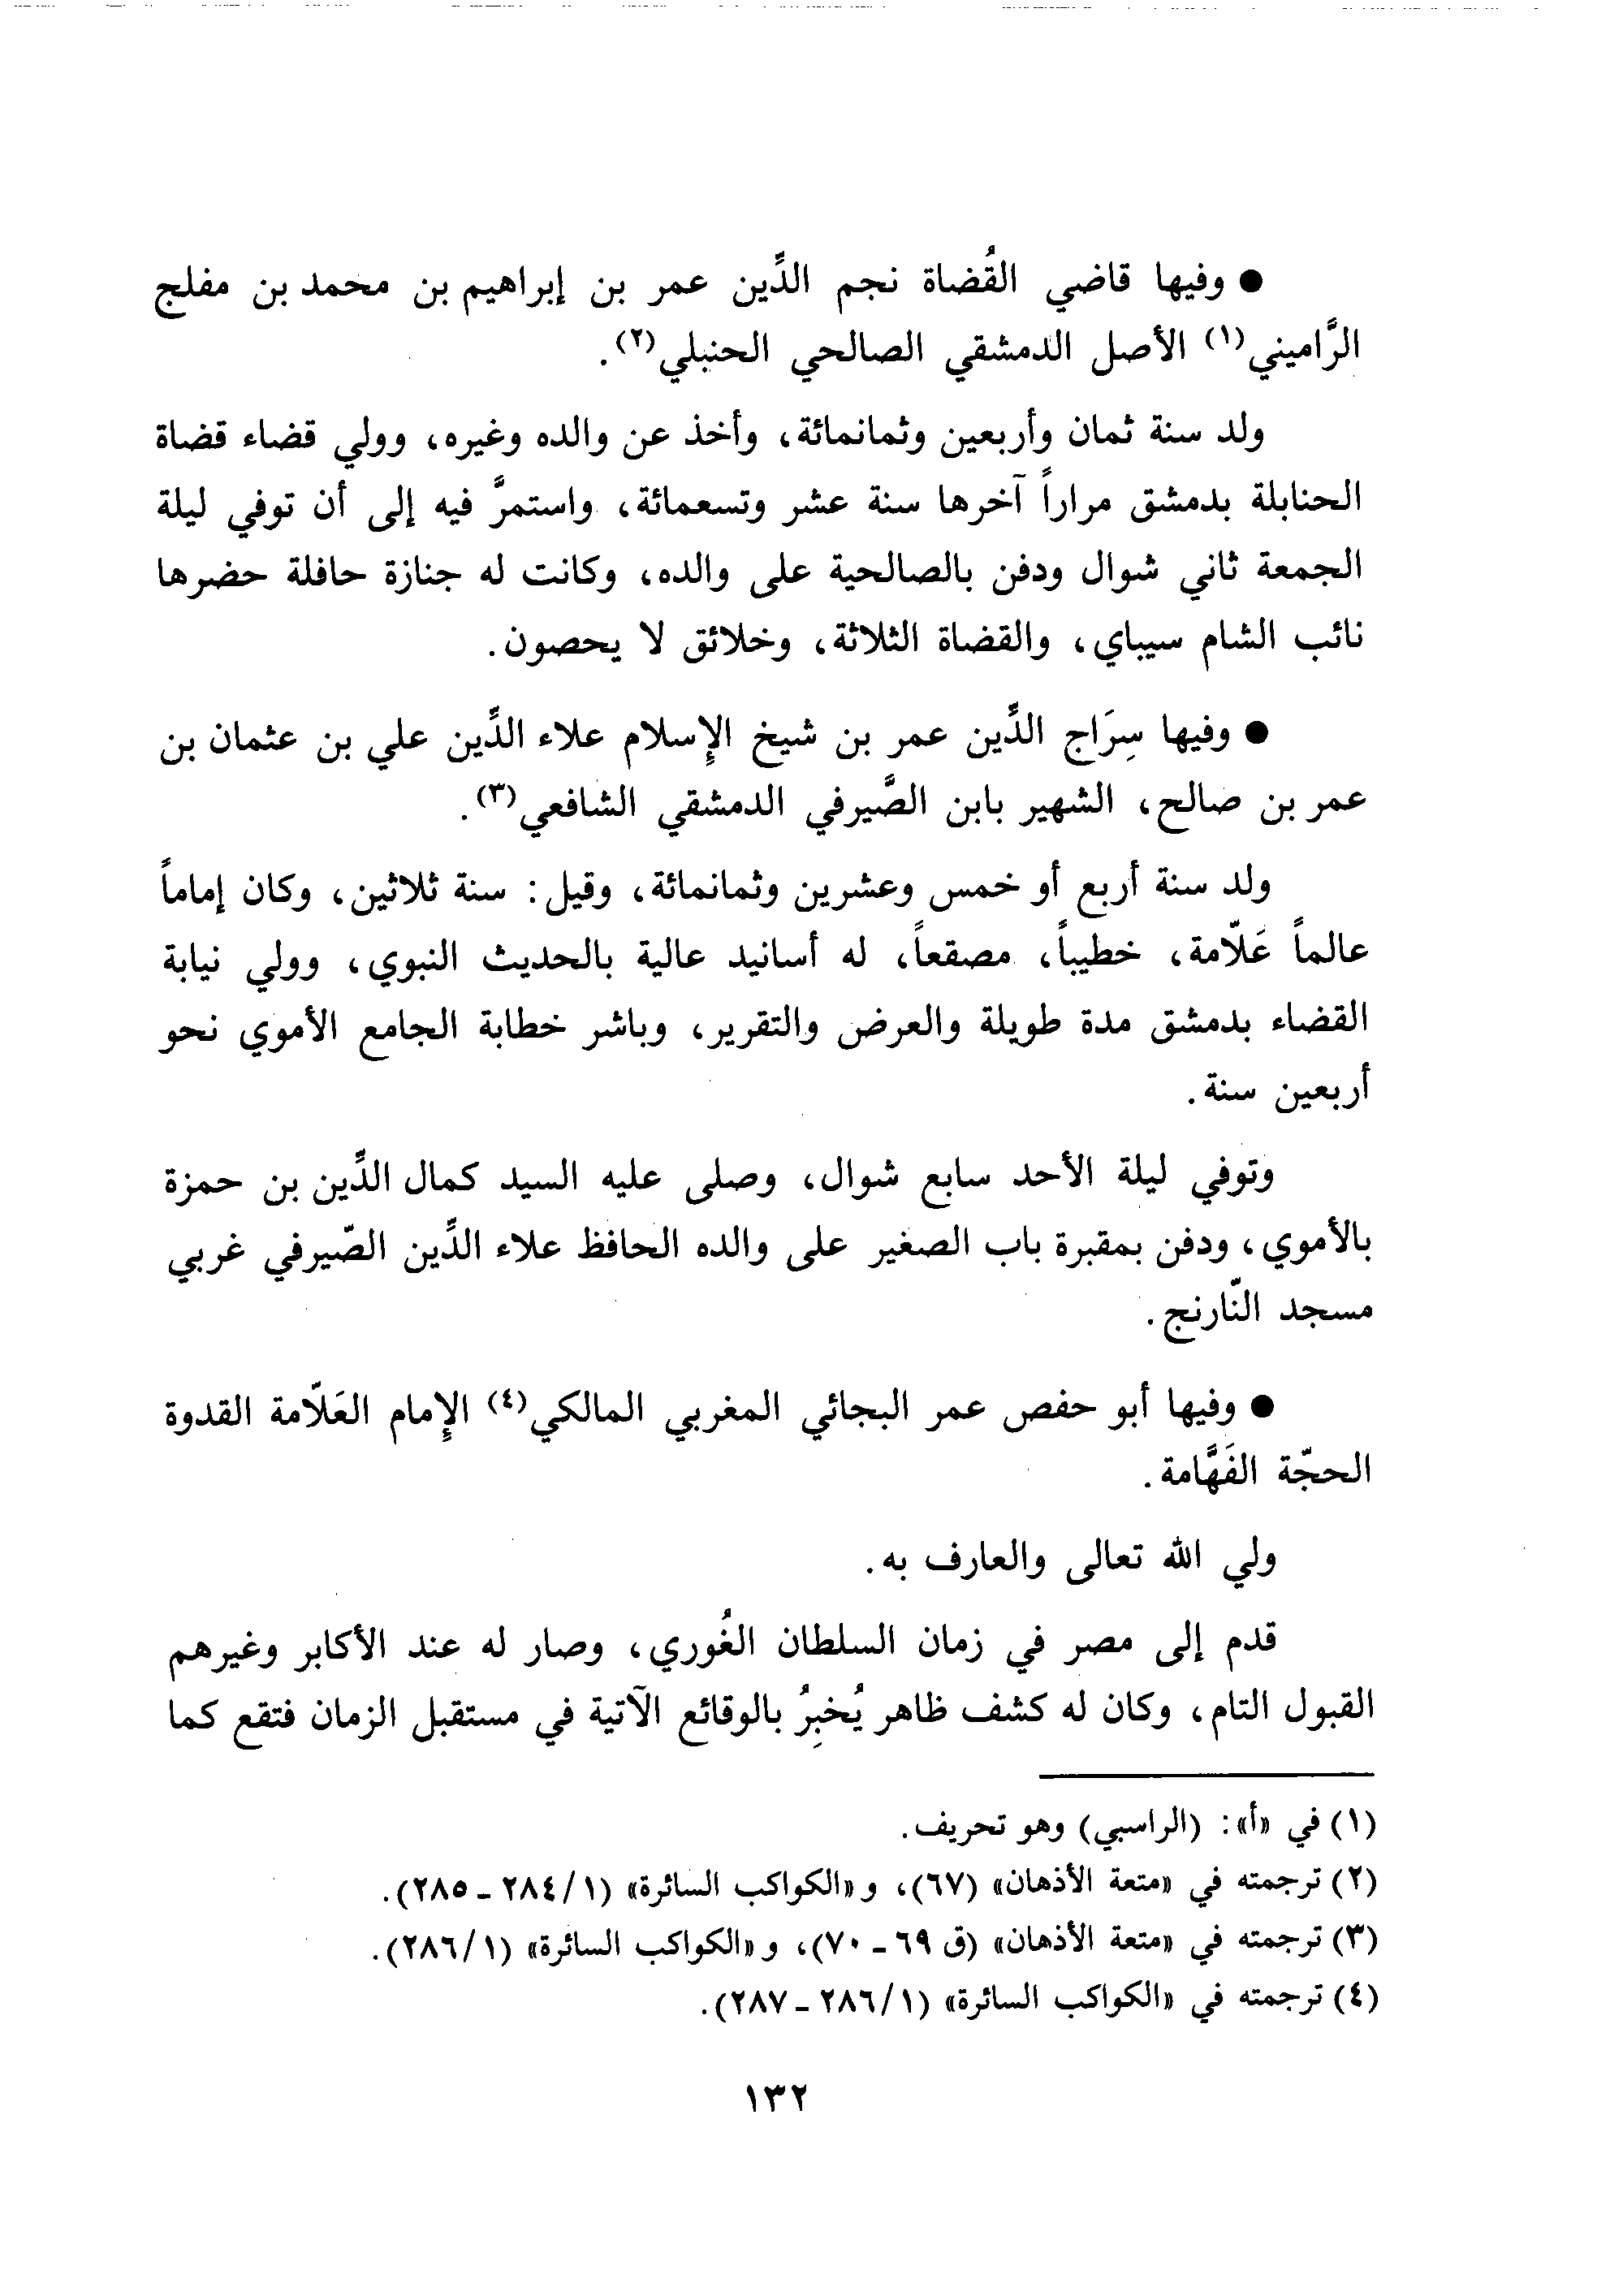 ● وفيها قاضي القُضاة نجم الدِّين عمر بن إبراهيم بن محمد بن مفلح
الرَّاميني(١) الأصل الدمشقي الصالحي الحنبلي(٢).
ولد سنة ثمان وأربعين وثمانمائة، وأخذ عن والده وغيره، وولي قضاء قضاة
الحنابلة بدمشق مراراً آخرها سنة عشر وتسعمائة، واستمرَّ فيه إلى أن توفي ليلة
الجمعة ثاني شوال ودفن بالصالحية على والده، وكانت له جنازة حافلة حضرها
نائب الشام سيباي، والقضاة الثلاثة، وخلائق لا يحصون.
● وفيها سِرَاج الدِّين عمر بن شيخ الإسلام علاء الدِّين علي بن عثمان بن
عمر بن صالح، الشهير بابن الصَّيرفي الدمشقي الشافعي(٣).
ولد سنة أربع أو خمس وعشرين وثمانمائة، وقيل: سنة ثلاثين، وكان إماماً
عالماً عَلّامة، خطيباً، مصقعاً، له أسانيد عالية بالحديث النبوي، وولي نيابة
القضاء بدمشق مدة طويلة والعرض والتقرير، وباشر خطابة الجامع الأموي نحو
أربعين سنة.
وتوفي ليلة الأحد سابع شوال، وصلى عليه السيد كمال الدِّين بن حمزة
بالأموي، ودفن بمقبرة باب الصغير على والده الحافظ علاء الدِّين الصّيرفي غربي
مسجد النّارنج.
● وفيها أبو حفص عمر البجائي المغربي المالكي(٤) الإمام العَلّامة القدوة
الحجّة الفَهَّامة.
ولي الله تعالى والعارف به.
قدم إلى مصر في زمان السلطان الغُوري، وصار له عند الأكابر وغيرهم
القبول التام، وكان له كشف ظاهر يُخبِرُ بالوقائع الآتية في مستقبل الزمان فتقع كما
(١) في «أ»: (الراسبي) وهو تحريف.
(٢) ترجمته في «متعة الأذهان» (٦٧)، و«الكواكب السائرة» (١/ ٢٨٤ - ٢٨٥).
(٣) ترجمته في «متعة الأذهان» (ق ٦٩ - ٧٠)، و«الكواكب السائرة» (١/ ٢٨٦).
(٤) ترجمته في «الكواكب السائرة» (١/ ٢٨٦ - ٢٨٧).
١٣٢